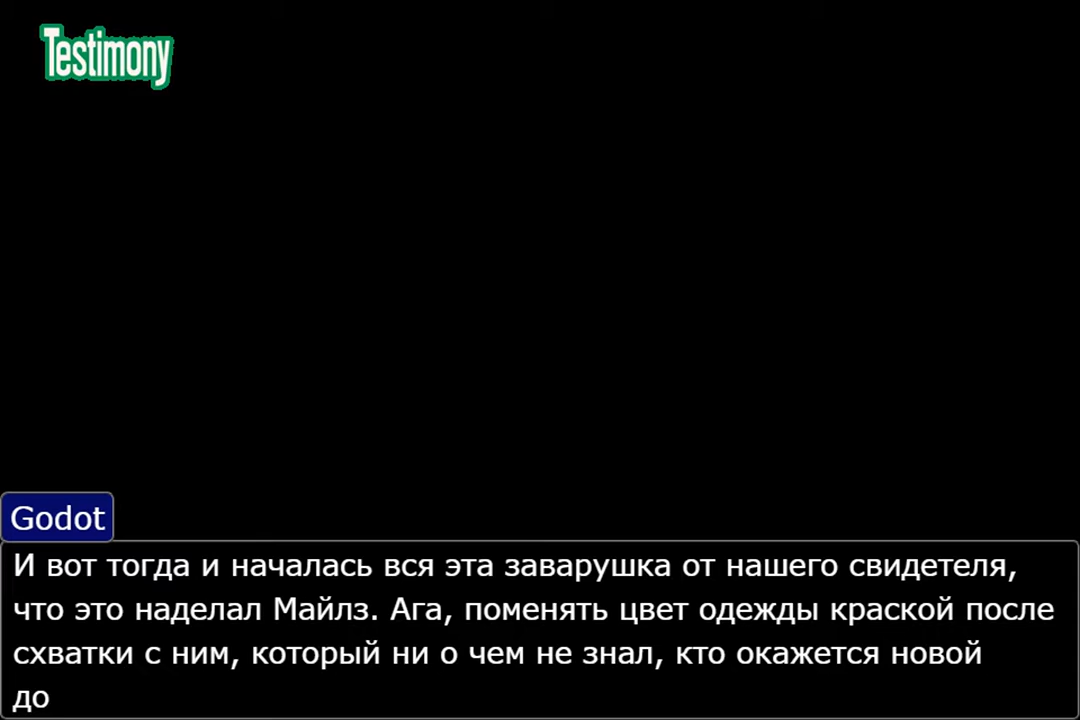 Testimony
Godot
И вот тогда и началась вся эта заварушка от нашего свидетеля,
что это наделал Майлз. Ага, поменять цвет одежды краской после
схватки с ним, который ни о чем не знал, кто окажется новой
до